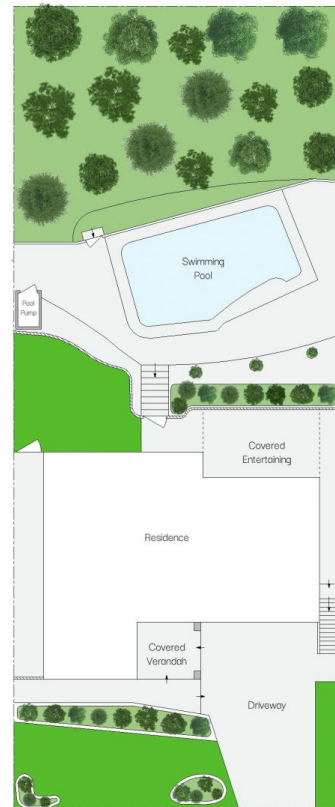 Swimming
Pool
Pool
Pump
Covered
Entertaining
Residence
Covered
Verandah
Driveway